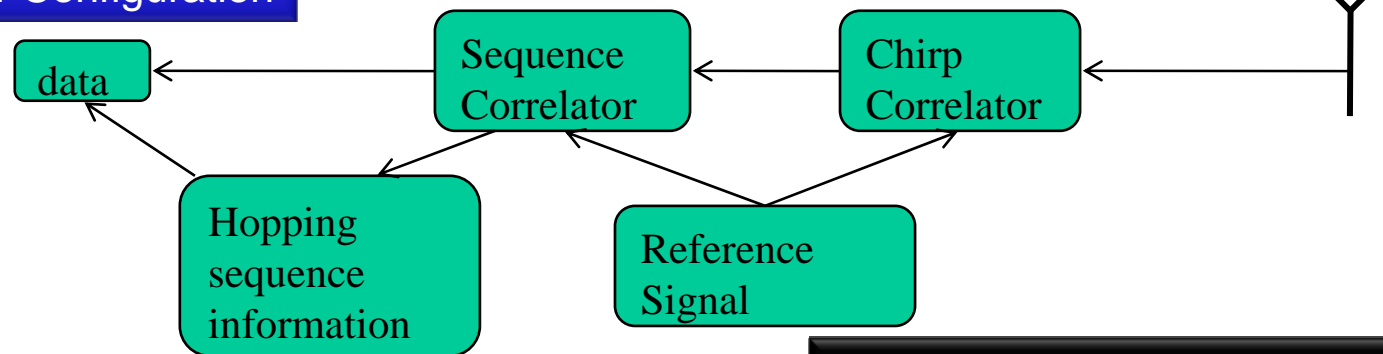 Configuration
data
Sequence
Correlator
Chirp
Correlator
Hopping
sequence
information
Reference
Signal